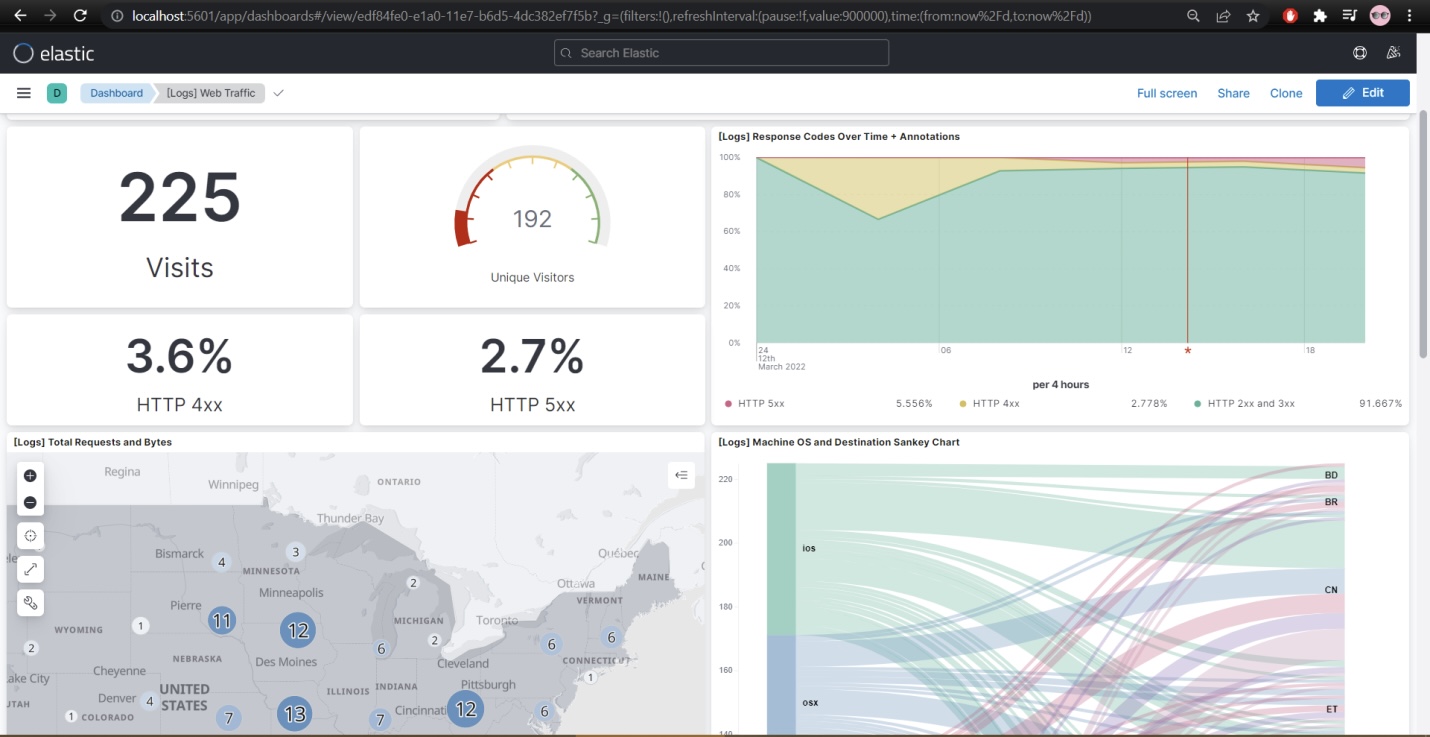 localhost:5601/app/dashboards#/view/edf84fe0-e1a0-11e7-b6d5-4dc382ef7f5b?_g=(filters:!(),refreshInterval:(pause:!f,value:900000),time:(from:now%2Fd,to:now%2Fd))
elastic
Search Elastic
D
Dashboard
[Logs] Web Traffic
Full screen
Share
Clone
Edit
225
Visits
192
Unique Visitors
3.6%
HTTP 4xx
2.7%
HTTP 5xx
[Logs] Response Codes Over Time + Annotations
100%
80%
60%
40%
20%
0%
24 06 12 * 18
12th
March 2022
per 4 hours
HTTP 5xx 5.556% HTTP 4xx 2.778% HTTP 2xx and 3xx 91.667%
[Logs] Total Requests and Bytes
Regina
Winnipeg
ONTARIO
Thunder Bay
Québec
Bismarck
4
3
MINNESOTA
2
Ottawa
MAINE
Minneapolis
VERMONT
Pierre
11
12
MICHIGAN
Toronto
WYOMING
1
2
6
2
6
6
NEBRASKA
Des Moines
Cleveland
Cheyenne
ake City
ILLINOIS
INDIANA
Pittsburgh
1
UNITED
STATES
Denver
4
UTAH
1
COLORADO
7
13
7
Cincinnati
12
6
[Logs] Machine OS and Destination Sankey Chart
220
200
180
160
140
ios
osx
BD
BR
CN
ET